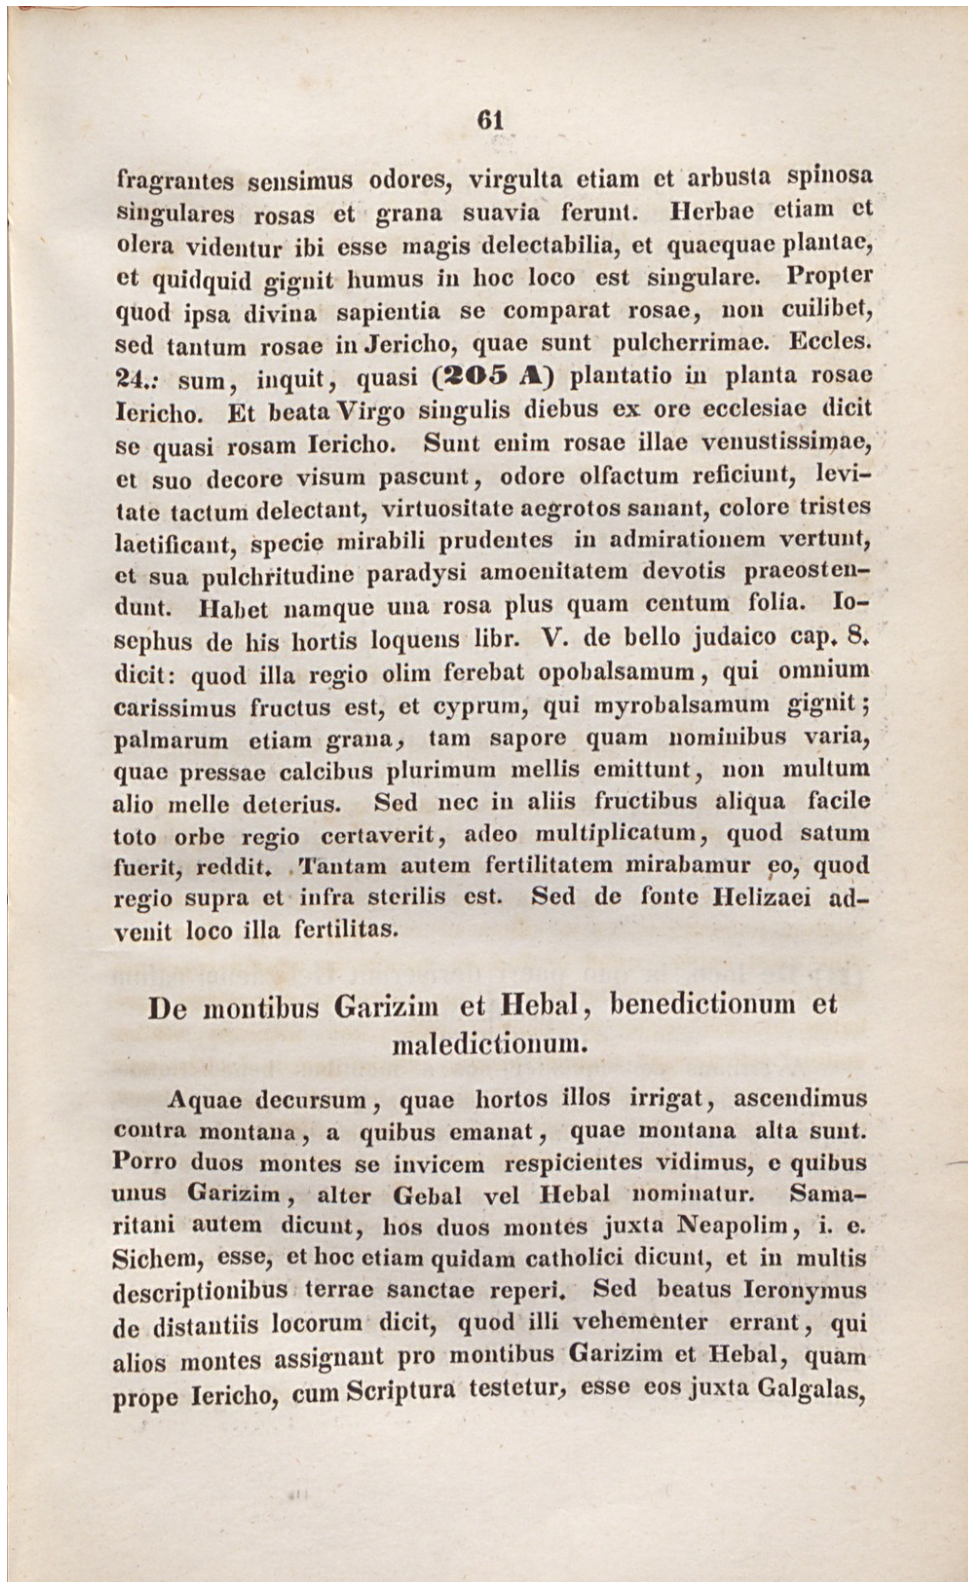 61
fragrantes sensimus odores, virgulta etiam et arbusta spinosa
singulares rosas et grana suavia ferunt. Herbae etiam et
olera videntur ibi esse magis delectabilia, et quaequae plantae,
et quidquid gignit humus in hoc loco est singulare. Propter
quod ipsa divina sapientia se comparat rosae, non cuilibet,
sed tantum rosae in Jericho, quae sunt pulcherrimae. Eccles.
24.: sum, inquit, quasi (205 A) plantatio in planta rosae
Iericho. Et beata Virgo singulis diebus ex ore ecclesiae dicit
se quasi rosam Iericho. Sunt enim rosae illae venustissimae,
et suo decore visum pascunt, odore olfactum reficiunt, levi-
tate tactum delectant, virtuositate aegrotos sanant, colore tristes
laetificant, specie mirabili prudentes in admirationem vertunt,
et sua pulchritudine paradysi amoenitatem devotis praeosten-
dunt. Habet namque una rosa plus quam centum folia. Io-
sephus de his hortis loquens libr. V. de bello judaico cap. 8.
dicit: quod illa regio olim ferebat opobalsamum, qui omnium
carissimus fructus est, et cyprum, qui myrobalsamum gignit;
palmarum etiam grana, tam sapore quam nominibus varia,
quae pressae calcibus plurimum mellis emittunt, non multum
alio melle deterius. Sed nec in aliis fructibus aliqua facile
toto orbe regio certaverit, adeo multiplicatum, quod satum
fuerit, reddit. Tantam autem fertilitatem mirabamur eo, quod
regio supra et infra sterilis est. Sed de fonte Helizaei ad-
venit loco illa fertilitas.
De montibus Garizim et Hebal, benedictionum et
maledictionum.
Aquae decursum, quae hortos illos irrigat, ascendimus
contra montana, a quibus emanat, quae montana alta sunt.
Porro duos montes se invicem respicientes vidimus, e quibus
unus Garizim, alter Gebal vel Hebal nominatur. Sama-
ritani autem dicunt, hos duos montes juxta Neapolim, i. e.
Sichem, esse, et hoc etiam quidam catholici dicunt, et in multis
descriptionibus terrae sanctae reperi. Sed beatus Ieronymus
de distantiis locorum dicit, quod illi vehementer errant, qui
alios montes assignant pro montibus Garizim et Hebal, quam
prope Iericho, cum Scriptura testetur, esse eos juxta Galgalas,